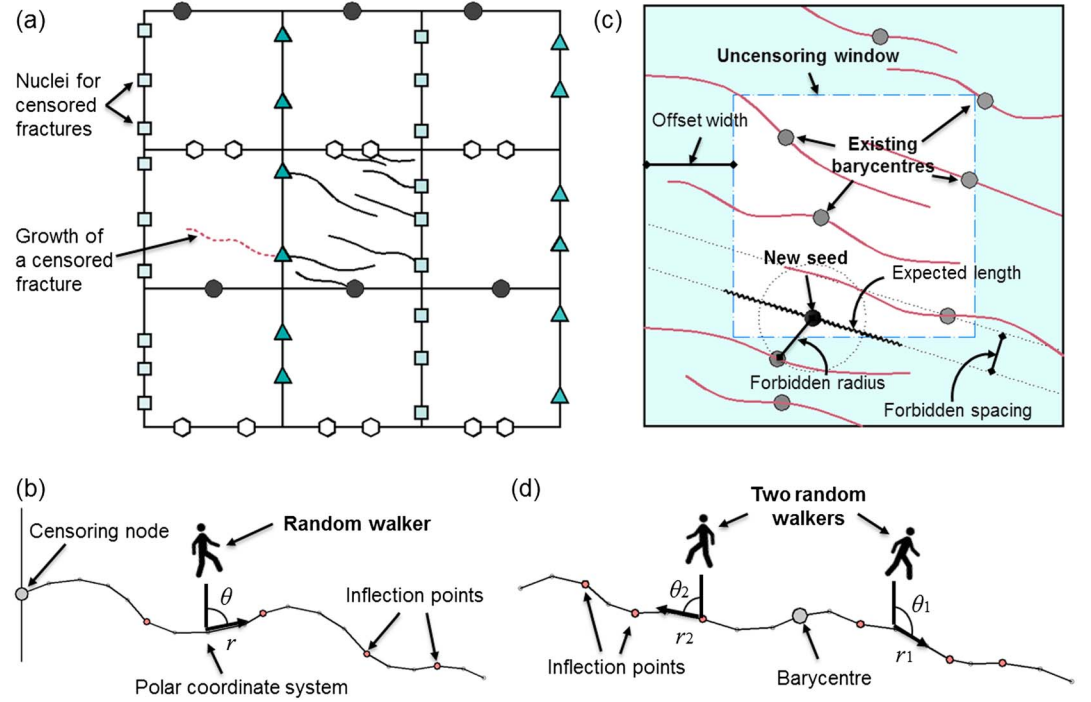 (a)
Nuclei for
censored
fractures
Growth of
a censored
fracture
(c)
Uncensoring window
Offset width
Existing
barycentres
New seed
Expected length
Forbidden radius
Forbidden spacing
(b)
Censoring node
Random walker
θ
r
Inflection points
Polar coordinate system
(d)
Two random
walkers
θ2
r2
θ1
r1
Inflection points
Barycentre